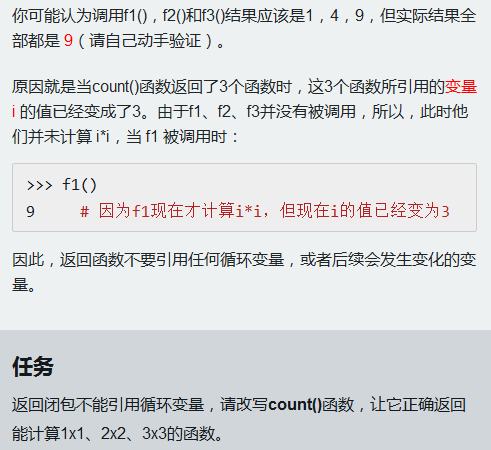 你可能认为调用f1()，f2()和f3()结果应该是1，4，9，但实际结果全
部都是 9（请自己动手验证）。
原因就是当count()函数返回了3个函数时，这3个函数所引用的变量
i 的值已经变成了3。由于f1、f2、f3并没有被调用，所以，此时他
们并未计算 i*i，当 f1 被调用时：
>>> f1()
9     # 因为f1现在才计算i*i，但现在i的值已经变为3
因此，返回函数不要引用任何循环变量，或者后续会发生变化的变
量。
任务
返回闭包不能引用循环变量，请改写count()函数，让它正确返回
能计算1x1、2x2、3x3的函数。